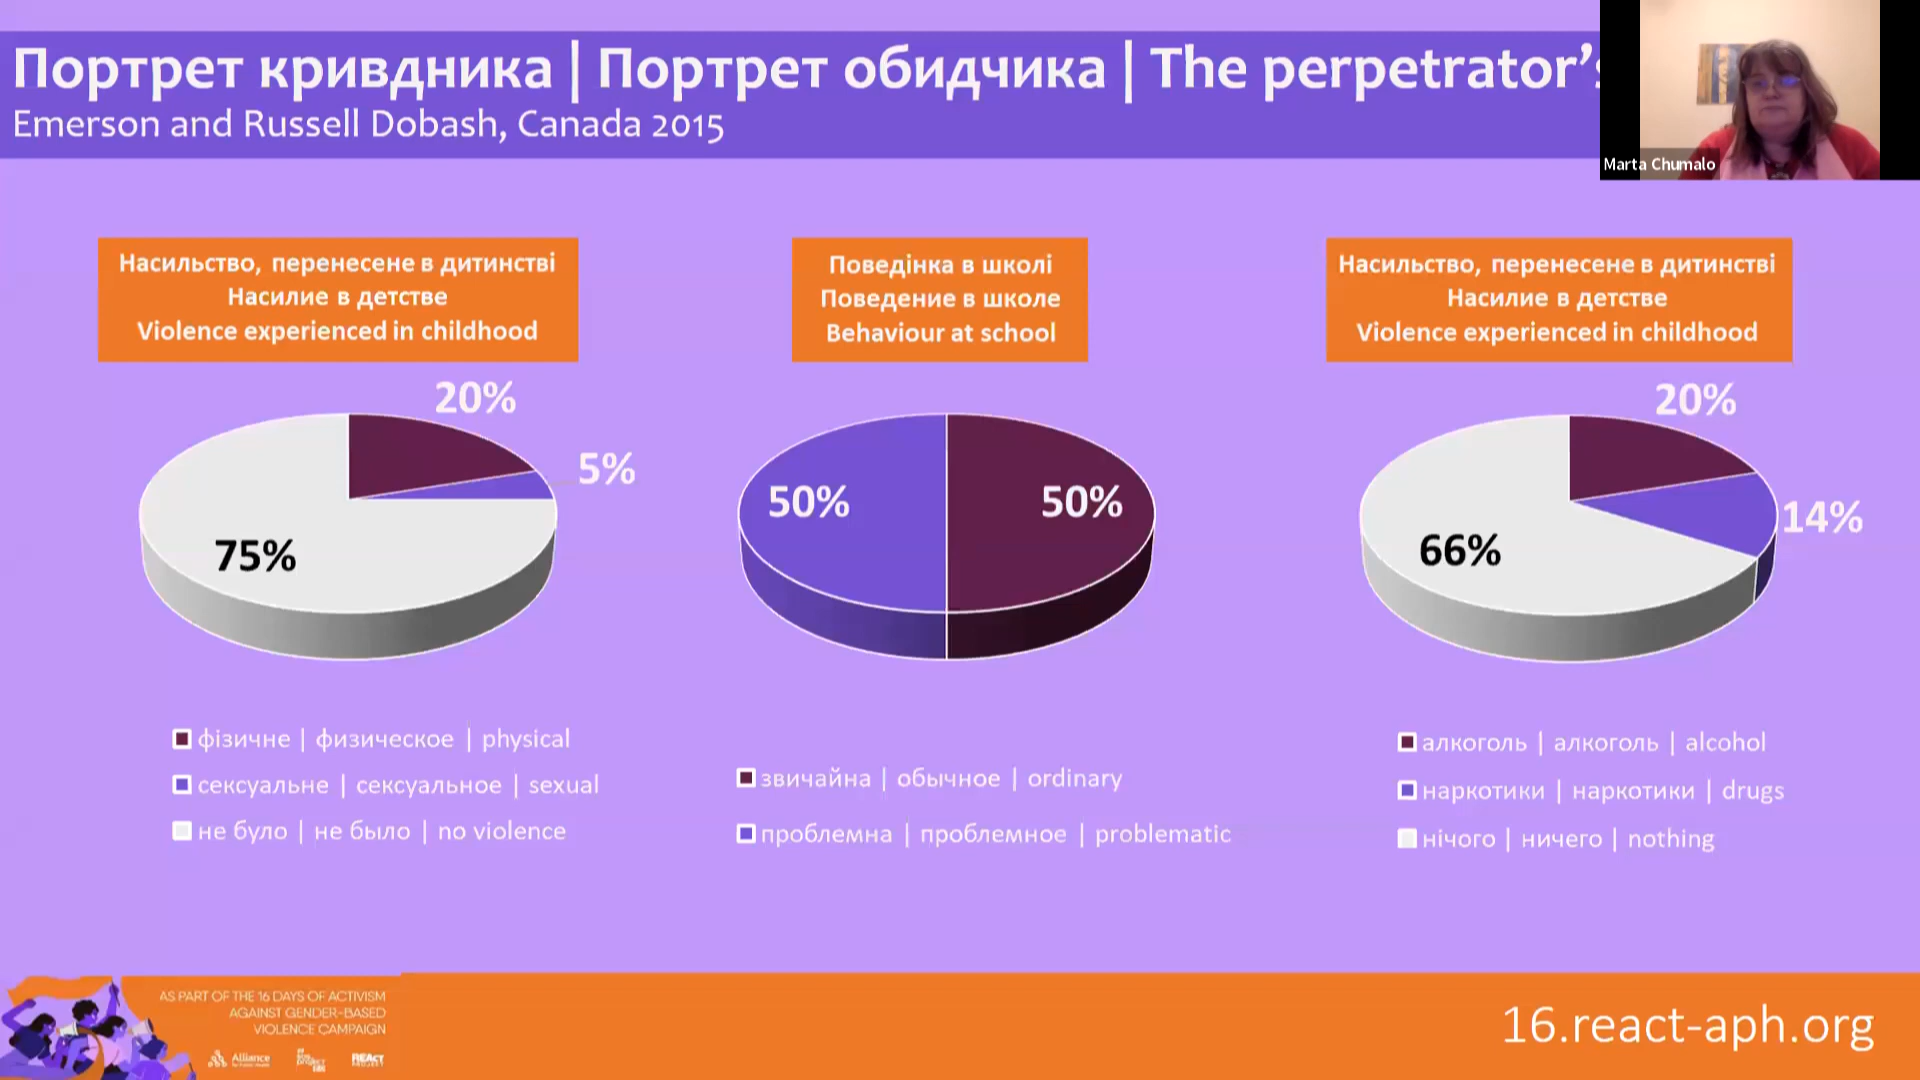 Портрет кривдника | Портрет обидчика | The perpetrator's
Emerson and Russell Dobash, Canada 2015
Marta Chumalo
Насильство, перенесене в дитинстві
Насилие в детстве
Violence experienced in childhood
20%
5%
75%
фізичне | физическое | physical
сексуальне | сексуальное | sexual
не було | не было | no violence
Поведінка в школі
Поведение в школе
Behaviour at school
50%
50%
звичайна | обычное | ordinary
проблемна | проблемное | problematic
Насильство, перенесене в дитинстві
Насилие в детстве
Violence experienced in childhood
20%
14%
66%
алкоголь | алкоголь | alcohol
наркотики | наркотики | drugs
нічого | ничего | nothing
AS PART OF THE 16 DAYS OF ACTIVISM
AGAINST GENDER-BASED
VIOLENCE CAMPAIGN
Alliance
REAct
PROJECT
16.react-aph.org